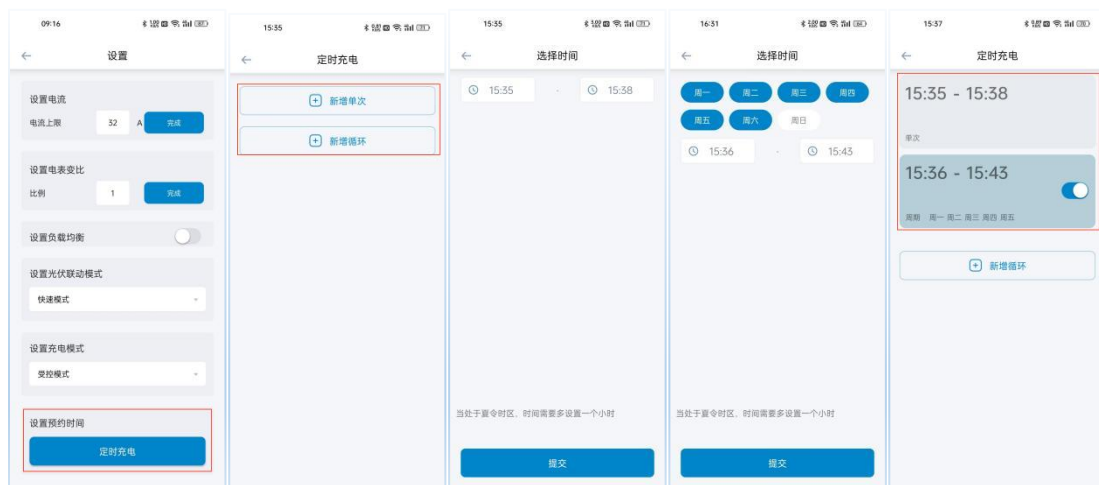 09:16
设置
设置电流
电流上限 32 A 完成
设置电表变比
比例 1 完成
设置负载均衡
设置光伏联动模式
快速模式
设置充电模式
受控模式
设置预约时间
定时充电
15:35
定时充电
新增单次
新增循环
15:35
选择时间
15:35 - 15:38
当处于夏令时区，时间需要多设置一个小时
提交
16:31
选择时间
周一 周二 周三 周四
周五 周六 周日
15:36 - 15:43
当处于夏令时区，时间需要多设置一个小时
提交
15:37
定时充电
15:35 - 15:38
单次
15:36 - 15:43
周期 周一 周二 周三 周四 周五
新增循环